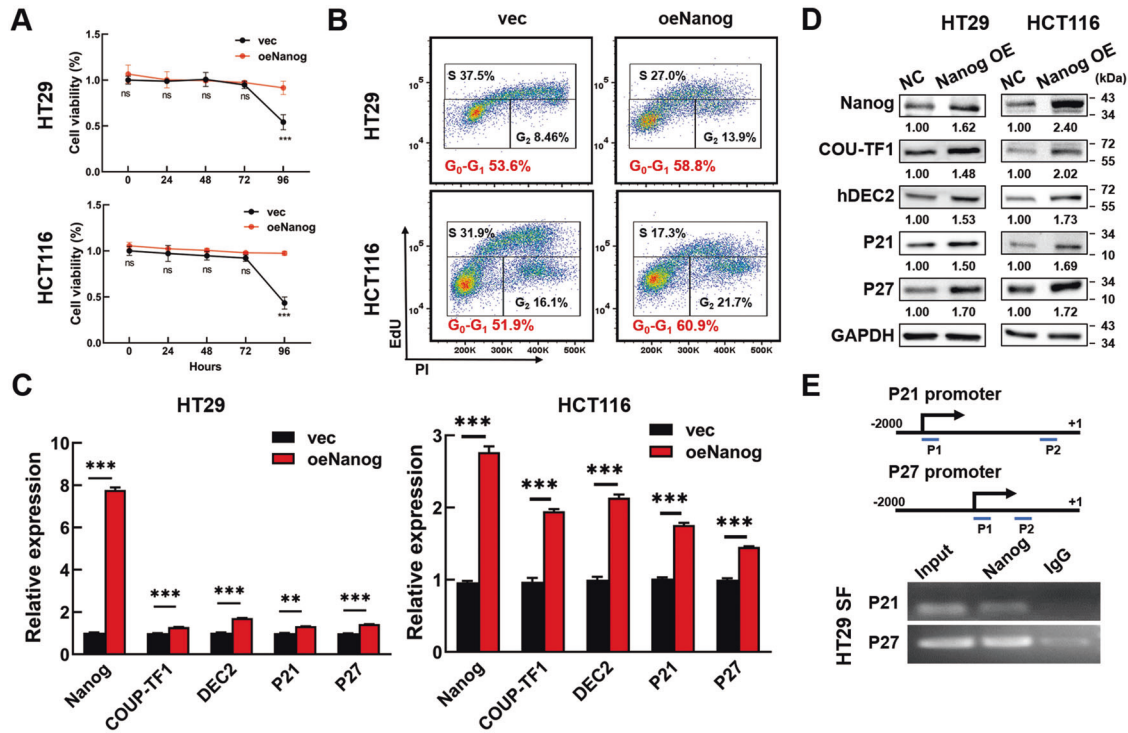 A
HT29
Cell viability (%)
vec
oeNanog
1.5
1.0
0.5
0.0
ns
ns
ns
ns
***
0 24 48 72 96
HCT116
Cell viability (%)
vec
oeNanog
1.5
1.0
0.5
0.0
ns
ns
ns
ns
***
0 24 48 72 96
Hours
B
vec oeNanog
HT29
10⁵
10⁴
S 37.5%
G₂ 8.46%
G₀-G₁ 53.6%
S 27.0%
G₂ 13.9%
G₀-G₁ 58.8%
HCT116
10⁵
10⁴
S 31.9%
G₂ 16.1%
G₀-G₁ 51.9%
S 17.3%
G₂ 21.7%
G₀-G₁ 60.9%
EdU
200K 300K 400K 500K
200K 300K 400K 500K
PI
C
HT29
vec
oeNanog
Relative expression
10
8
6
4
2
0
***
***
***
**
***
Nanog COUP-TF1 DEC2 P21 P27
HCT116
vec
oeNanog
Relative expression
3
2
1
0
***
***
***
***
***
Nanog COUP-TF1 DEC2 P21 P27
D
HT29 HCT116
NC Nanog OE NC Nanog OE (kDa)
Nanog 43
34
1.00 1.62 1.00 2.40
COU-TF1 72
55
1.00 1.48 1.00 2.02
hDEC2 72
55
1.00 1.53 1.00 1.73
P21 34
10
1.00 1.50 1.00 1.69
P27 34
10
1.00 1.70 1.00 1.72
GAPDH 43
34
E
P21 promoter
-2000 +1
P1 P2
P27 promoter
-2000 +1
P1 P2
Input Nanog IgG
HT29 SF
P21
P27